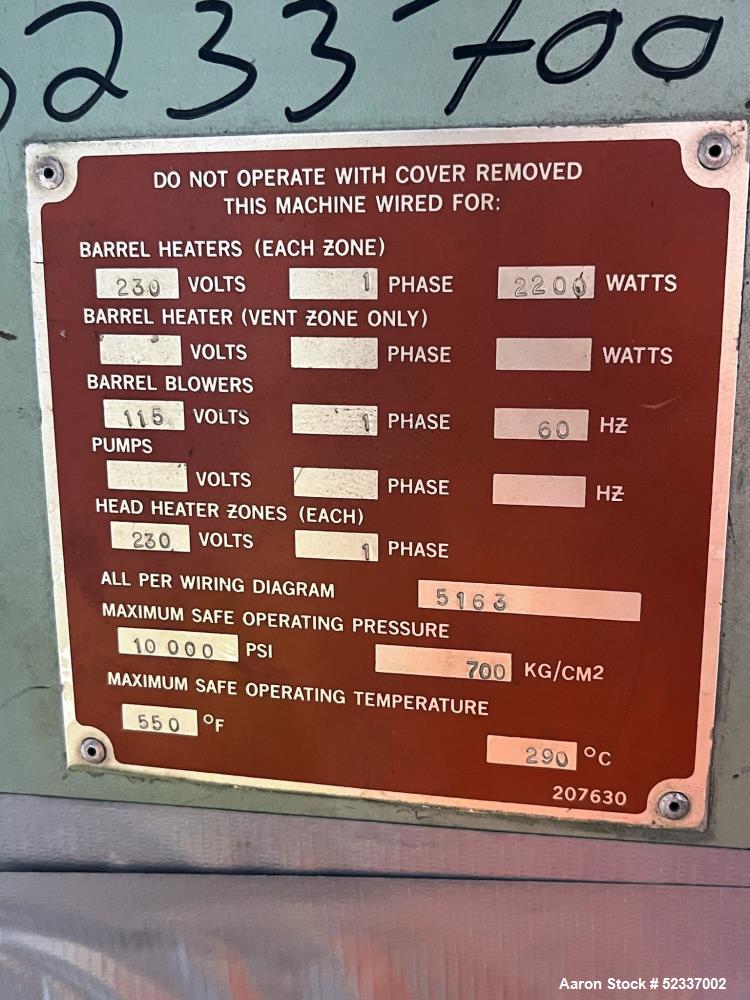 233700
DO NOT OPERATE WITH COVER REMOVED
THIS MACHINE WIRED FOR:
BARREL HEATERS (EACH ZONE)
230 VOLTS 1 PHASE 2200 WATTS
BARREL HEATER (VENT ZONE ONLY)
VOLTS PHASE WATTS
BARREL BLOWERS
115 VOLTS 1 PHASE 60 HZ
PUMPS
VOLTS PHASE HZ
HEAD HEATER ZONES (EACH)
230 VOLTS 1 PHASE
ALL PER WIRING DIAGRAM 5163
MAXIMUM SAFE OPERATING PRESSURE
10 000 PSI 700 KG/CM2
MAXIMUM SAFE OPERATING TEMPERATURE
550 °F 290 °C
207630
Aaron Stock # 52337002